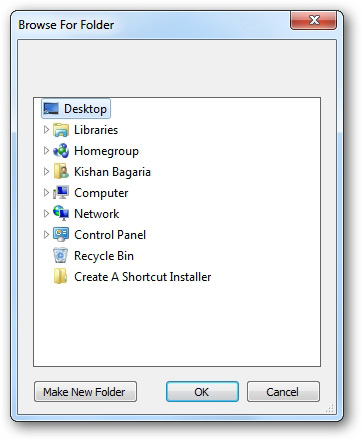 Browse For Folder
Desktop
Libraries
Homegroup
Kishan Bagaria
Computer
Network
Control Panel
Recycle Bin
Create A Shortcut Installer
Make New Folder
OK
Cancel